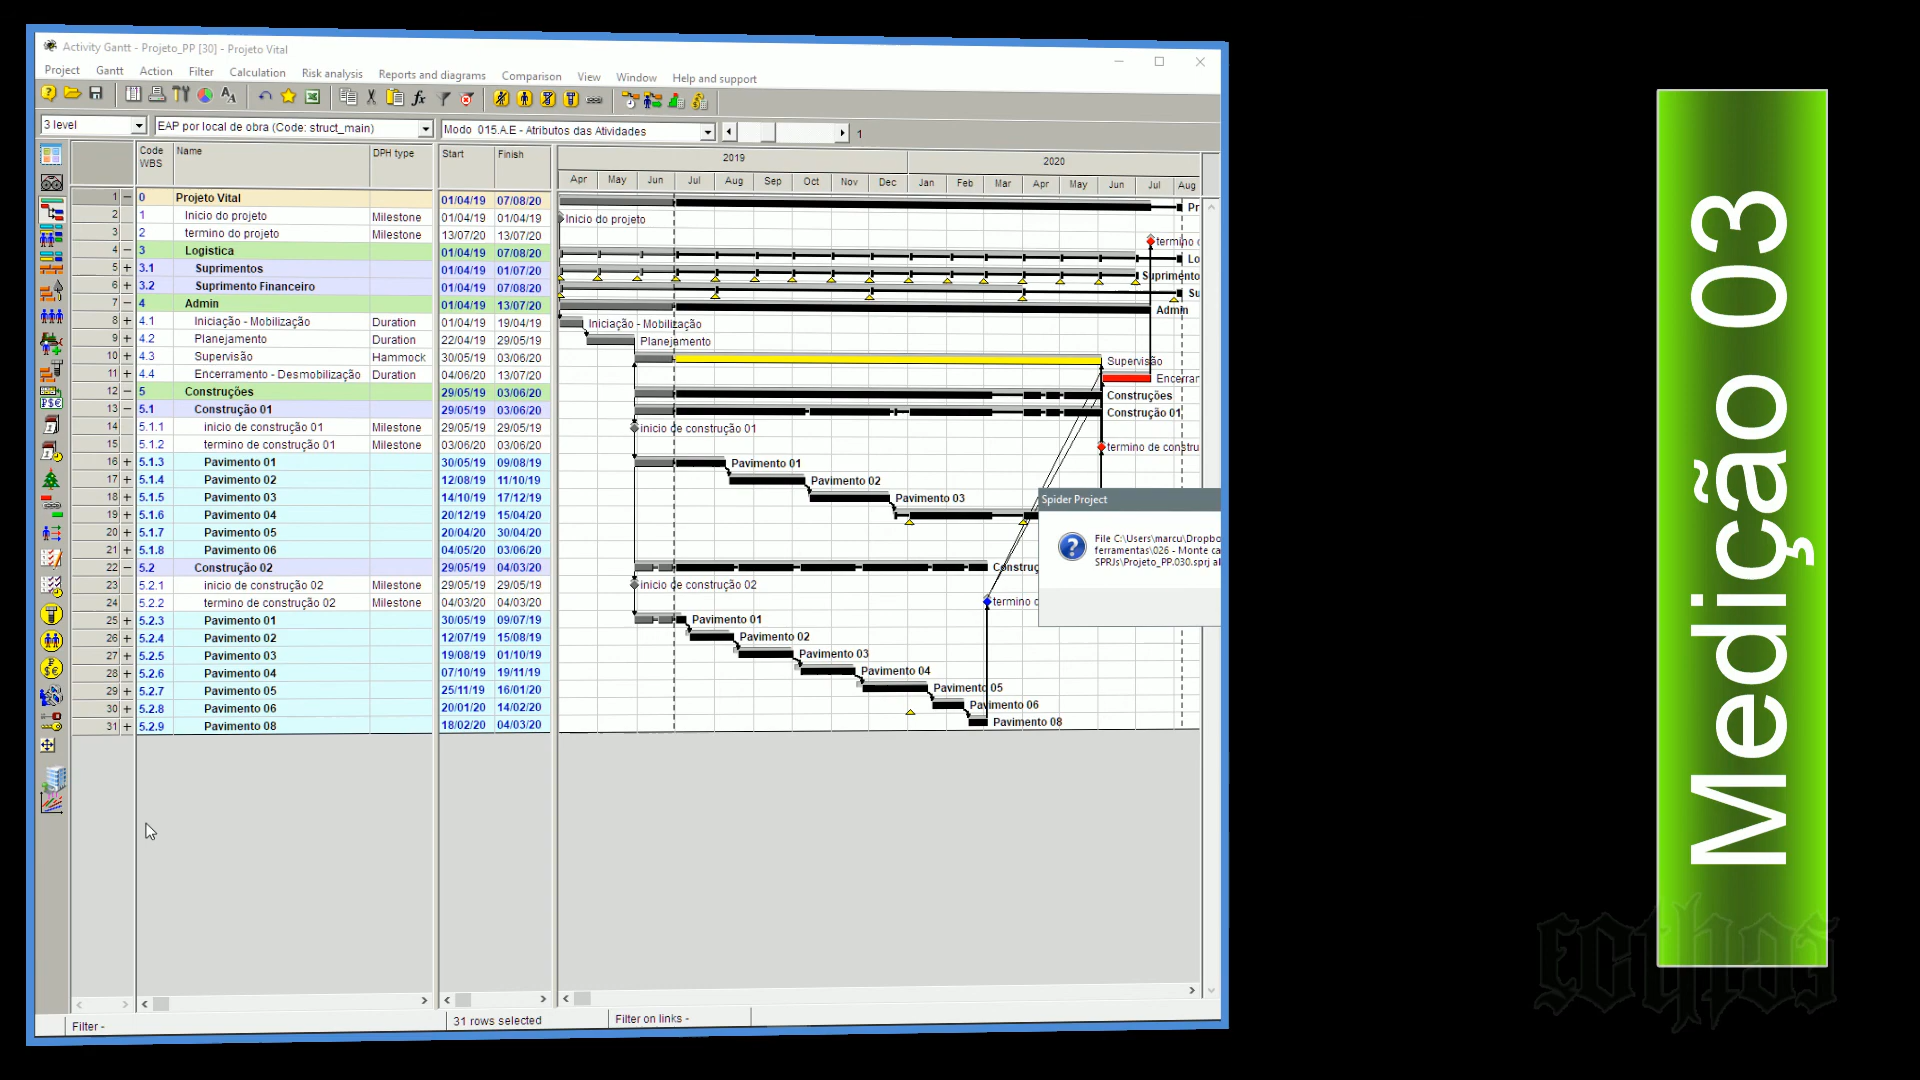 Activity Gantt - Projeto_PP [30] - Projeto Vital
Project Gantt Action Filter Calculation Risk analysis Reports and diagrams Comparison View Window Help and support
3 level EAP por local de obra (Code: struct_main) Modo 015.A.E - Atributos das Atividades 1
Code WBS Name DPH type Start Finish 2019 2020
Apr May Jun Jul Aug Sep Oct Nov Dec Jan Feb Mar Apr May Jun Jul Aug
1 − 0 Projeto Vital 01/04/19 07/08/20 Pr
2 1 Inicio do projeto Milestone 01/04/19 01/04/19 Inicio do projeto
3 2 termino do projeto Milestone 13/07/20 13/07/20 termino
4 − 3 Logistica 01/04/19 07/08/20 Lo
5 + 3.1 Suprimentos 01/04/19 01/07/20 Suprimento
6 + 3.2 Suprimento Financeiro 01/04/19 07/08/20 Su
7 − 4 Admin 01/04/19 13/07/20 Admin
8 + 4.1 Iniciação - Mobilização Duration 01/04/19 19/04/19 Iniciação - Mobilização
9 + 4.2 Planejamento Duration 22/04/19 29/05/19 Planejamento
10 + 4.3 Supervisão Hammock 30/05/19 03/06/20 Supervisão
11 + 4.4 Encerramento - Desmobilização Duration 04/06/20 13/07/20 Encerrar
12 − 5 Construções 29/05/19 03/06/20 Construções
13 − 5.1 Construção 01 29/05/19 03/06/20 Construção 01
14 5.1.1 inicio de construção 01 Milestone 29/05/19 29/05/19 inicio de construção 01
15 5.1.2 termino de construção 01 Milestone 03/06/20 03/06/20 termino de constru
16 + 5.1.3 Pavimento 01 30/05/19 09/08/19 Pavimento 01
17 + 5.1.4 Pavimento 02 12/08/19 11/10/19 Pavimento 02
18 + 5.1.5 Pavimento 03 14/10/19 17/12/19 Pavimento 03
19 + 5.1.6 Pavimento 04 20/12/19 15/04/20
20 + 5.1.7 Pavimento 05 20/04/20 30/04/20
21 + 5.1.8 Pavimento 06 04/05/20 03/06/20
22 − 5.2 Construção 02 29/05/19 04/03/20 Construç
23 5.2.1 inicio de construção 02 Milestone 29/05/19 29/05/19 inicio de construção 02
24 5.2.2 termino de construção 02 Milestone 04/03/20 04/03/20 termino c
25 + 5.2.3 Pavimento 01 30/05/19 09/07/19 Pavimento 01
26 + 5.2.4 Pavimento 02 12/07/19 15/08/19 Pavimento 02
27 + 5.2.5 Pavimento 03 19/08/19 01/10/19 Pavimento 03
28 + 5.2.6 Pavimento 04 07/10/19 19/11/19 Pavimento 04
29 + 5.2.7 Pavimento 05 25/11/19 16/01/20 Pavimento 05
30 + 5.2.8 Pavimento 06 20/01/20 14/02/20 Pavimento 06
31 + 5.2.9 Pavimento 08 18/02/20 04/03/20 Pavimento 08
Spider Project
File C:\Users\marcu\Dropbo
ferramentas\026 - Monte ca
SPRJs\Projeto_PP.030.sprj al
Filter - 31 rows selected Filter on links -
Medição 03